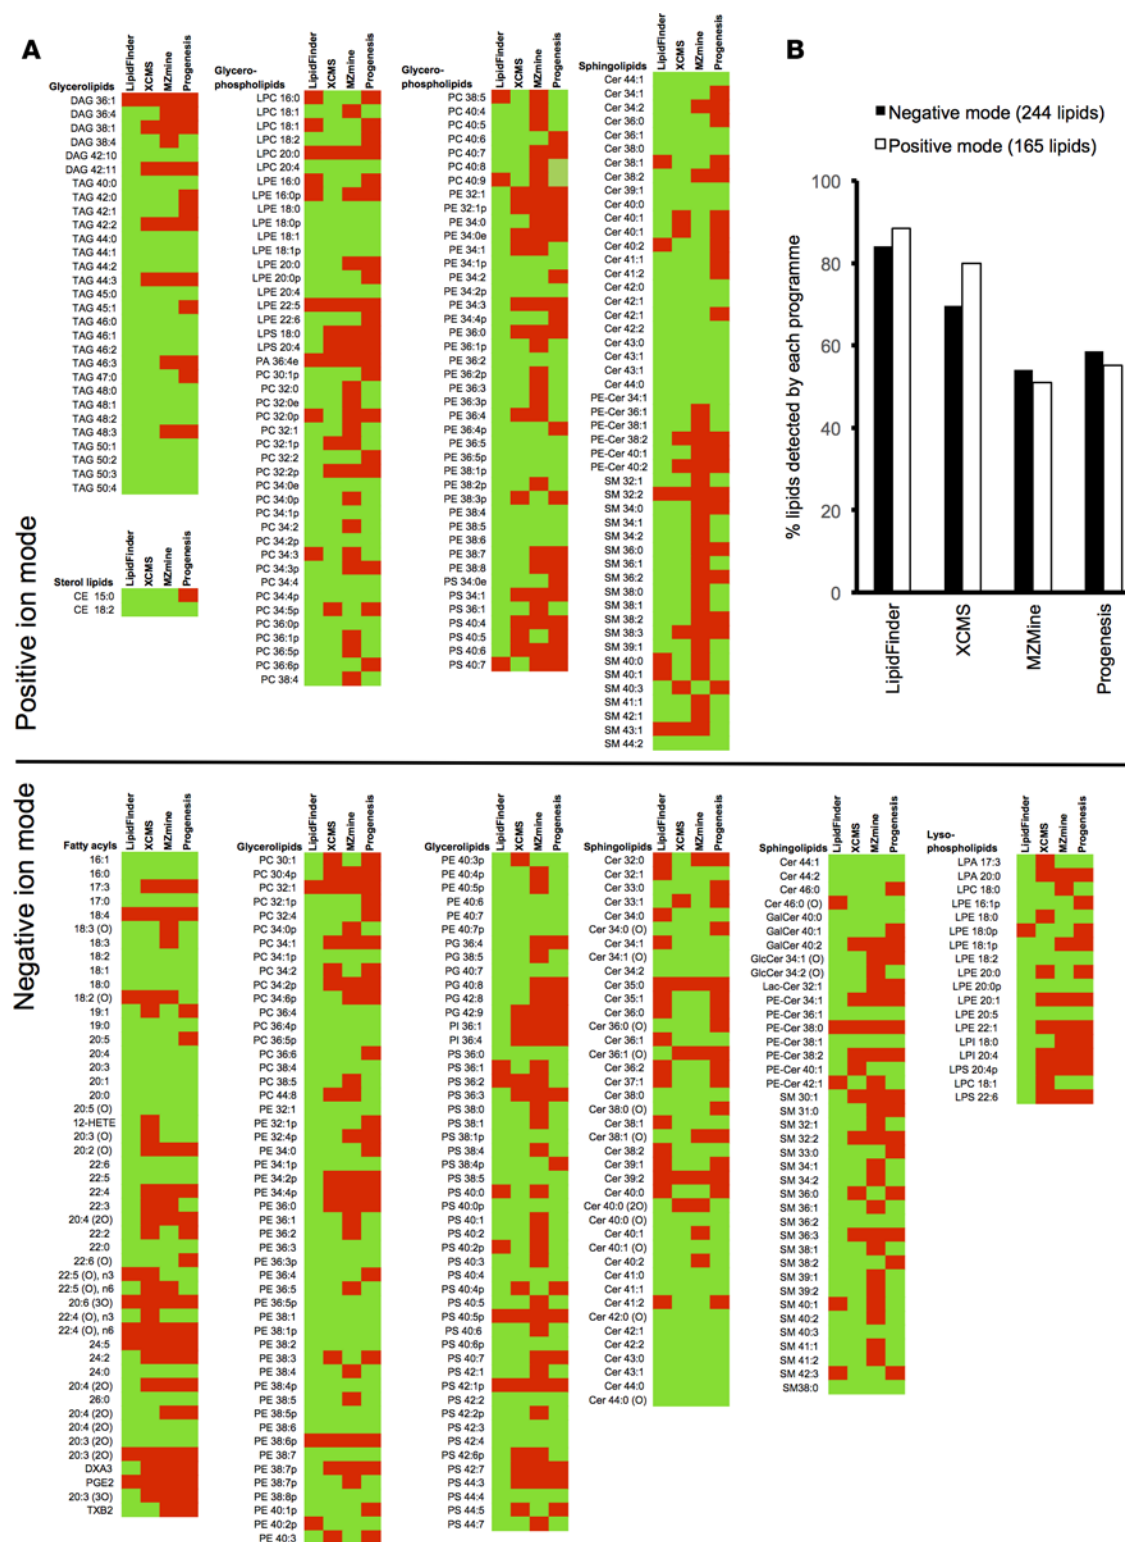 A
Positive ion mode
LipidFinder
XCMS
MZmine
Progenesis
Glycerolipids
DAG 36:1
DAG 36:4
DAG 38:1
DAG 38:4
DAG 42:10
DAG 42:11
TAG 40:0
TAG 42:0
TAG 42:1
TAG 42:2
TAG 44:0
TAG 44:1
TAG 44:2
TAG 44:3
TAG 45:0
TAG 45:1
TAG 46:0
TAG 46:1
TAG 46:2
TAG 46:3
TAG 47:0
TAG 48:0
TAG 48:1
TAG 48:2
TAG 48:3
TAG 50:1
TAG 50:2
TAG 50:3
TAG 50:4
LipidFinder
XCMS
MZmine
Progenesis
Sterol lipids
CE 15:0
CE 18:2
LipidFinder
XCMS
MZmine
Progenesis
Glycero-
phospholipids
LPC 16:0
LPC 18:1
LPC 18:1
LPC 18:2
LPC 20:0
LPC 20:4
LPE 16:0
LPE 16:0p
LPE 18:0
LPE 18:0p
LPE 18:1
LPE 18:1p
LPE 20:0
LPE 20:0p
LPE 20:4
LPE 22:5
LPE 22:6
LPS 18:0
LPS 20:4
PA 36:4e
PC 30:1p
PC 32:0
PC 32:0e
PC 32:0p
PC 32:1
PC 32:1p
PC 32:2
PC 32:2p
PC 34:0e
PC 34:0p
PC 34:1p
PC 34:2
PC 34:2p
PC 34:3
PC 34:3p
PC 34:4
PC 34:4p
PC 34:5p
PC 36:0p
PC 36:1p
PC 36:5p
PC 36:6p
PC 38:4
LipidFinder
XCMS
MZmine
Progenesis
Glycero-
phospholipids
PC 38:5
PC 40:4
PC 40:5
PC 40:6
PC 40:7
PC 40:8
PC 40:9
PE 32:1
PE 32:1p
PE 34:0
PE 34:0e
PE 34:1
PE 34:1p
PE 34:2
PE 34:2p
PE 34:3
PE 34:4p
PE 36:0
PE 36:1p
PE 36:2
PE 36:2p
PE 36:3
PE 36:3p
PE 36:4
PE 36:4p
PE 36:5
PE 36:5p
PE 38:1p
PE 38:2p
PE 38:3p
PE 38:4
PE 38:5
PE 38:6
PE 38:7
PE 38:8
PS 34:0e
PS 34:1
PS 36:1
PS 40:4
PS 40:5
PS 40:6
PS 40:7
LipidFinder
XCMS
MZmine
Progenesis
Sphingolipids
Cer 44:1
Cer 34:1
Cer 34:2
Cer 36:0
Cer 36:1
Cer 38:0
Cer 38:1
Cer 38:2
Cer 39:1
Cer 40:0
Cer 40:1
Cer 40:1
Cer 40:2
Cer 41:1
Cer 41:2
Cer 42:0
Cer 42:1
Cer 42:1
Cer 42:2
Cer 43:0
Cer 43:1
Cer 43:1
Cer 44:0
PE-Cer 34:1
PE-Cer 36:1
PE-Cer 38:1
PE-Cer 38:2
PE-Cer 40:1
PE-Cer 40:2
SM 32:1
SM 32:2
SM 34:0
SM 34:1
SM 34:2
SM 36:0
SM 36:1
SM 36:2
SM 38:0
SM 38:1
SM 38:2
SM 38:3
SM 39:1
SM 40:0
SM 40:1
SM 40:3
SM 41:1
SM 42:1
SM 43:1
SM 44:2
B
Negative mode (244 lipids)
Positive mode (165 lipids)
% lipids detected by each programme
100
80
60
40
20
0
LipidFinder
XCMS
MZMine
Progenesis
Negative ion mode
LipidFinder
XCMS
MZmine
Progenesis
Fatty acyls
16:1
16:0
17:3
17:0
18:4
18:3 (O)
18:3
18:2
18:1
18:0
18:2 (O)
19:1
19:0
20:5
20:4
20:3
20:1
20:0
20:5 (O)
12-HETE
20:3 (O)
20:2 (O)
22:6
22:5
22:4
22:3
20:4 (2O)
22:2
22:0
22:6 (O)
22:5 (O), n3
22:5 (O), n6
20:6 (3O)
22:4 (O), n3
22:4 (O), n6
24:5
24:2
24:0
20:4 (2O)
26:0
20:4 (2O)
20:4 (2O)
20:3 (2O)
20:3 (2O)
DXA3
PGE2
20:3 (3O)
TXB2
LipidFinder
XCMS
MZmine
Progenesis
Glycerolipids
PC 30:1
PC 30:4p
PC 32:1
PC 32:1p
PC 32:4
PC 34:0p
PC 34:1
PC 34:1p
PC 34:2
PC 34:2p
PC 34:6p
PC 36:4
PC 36:4p
PC 36:5p
PC 36:6
PC 38:4
PC 38:5
PC 44:8
PE 32:1
PE 32:1p
PE 32:4p
PE 34:0
PE 34:1p
PE 34:2p
PE 34:4p
PE 36:0
PE 36:1
PE 36:2
PE 36:3
PE 36:3p
PE 36:4
PE 36:5
PE 36:5p
PE 38:1
PE 38:1p
PE 38:2
PE 38:3
PE 38:4
PE 38:4p
PE 38:5
PE 38:5p
PE 38:6
PE 38:6p
PE 38:7
PE 38:7p
PE 38:7p
PE 38:8p
PE 40:1p
PE 40:2p
PE 40:3
LipidFinder
XCMS
MZmine
Progenesis
Glycerolipids
PE 40:3p
PE 40:4p
PE 40:5p
PE 40:6
PE 40:7
PE 40:7p
PG 36:4
PG 38:5
PG 40:7
PG 40:8
PG 42:8
PG 42:9
PI 36:1
PI 36:4
PS 36:0
PS 36:1
PS 36:2
PS 36:3
PS 38:0
PS 38:1
PS 38:1p
PS 38:4
PS 38:4p
PS 38:5
PS 40:0
PS 40:0p
PS 40:1
PS 40:2
PS 40:2p
PS 40:3
PS 40:4
PS 40:4p
PS 40:5
PS 40:5p
PS 40:6
PS 40:6p
PS 40:7
PS 42:1
PS 42:1p
PS 42:2
PS 42:2p
PS 42:3
PS 42:4
PS 42:6p
PS 42:7
PS 44:3
PS 44:4
PS 44:5
PS 44:7
LipidFinder
XCMS
MZmine
Progenesis
Sphingolipids
Cer 32:0
Cer 32:1
Cer 33:0
Cer 33:1
Cer 34:0
Cer 34:0 (O)
Cer 34:1
Cer 34:1 (O)
Cer 34:2
Cer 35:0
Cer 35:1
Cer 36:0
Cer 36:0 (O)
Cer 36:1
Cer 36:1 (O)
Cer 36:2
Cer 37:1
Cer 38:0
Cer 38:0 (O)
Cer 38:1
Cer 38:1 (O)
Cer 38:2
Cer 39:1
Cer 39:2
Cer 40:0
Cer 40:0 (2O)
Cer 40:0 (O)
Cer 40:1
Cer 40:1 (O)
Cer 40:2
Cer 41:0
Cer 41:1
Cer 41:2
Cer 42:0 (O)
Cer 42:1
Cer 42:2
Cer 43:0
Cer 43:1
Cer 44:0
Cer 44:0 (O)
LipidFinder
XCMS
MZmine
Progenesis
Sphingolipids
Cer 44:1
Cer 44:2
Cer 46:0
Cer 46:0 (O)
GalCer 40:0
GalCer 40:1
GalCer 40:2
GlcCer 34:1 (O)
GlcCer 34:2 (O)
Lac-Cer 32:1
PE-Cer 34:1
PE-Cer 36:1
PE-Cer 38:0
PE-Cer 38:1
PE-Cer 38:2
PE-Cer 40:1
PE-Cer 42:1
SM 30:1
SM 31:0
SM 32:1
SM 32:2
SM 33:0
SM 34:1
SM 34:2
SM 36:0
SM 36:1
SM 36:2
SM 36:3
SM 38:1
SM 38:2
SM 39:1
SM 39:2
SM 40:1
SM 40:2
SM 40:3
SM 41:1
SM 41:2
SM 42:3
SM38:0
LipidFinder
XCMS
MZmine
Progenesis
Lyso-
phospholipids
LPA 17:3
LPA 20:0
LPC 18:0
LPE 16:1p
LPE 18:0
LPE 18:0p
LPE 18:1p
LPE 18:2
LPE 20:0
LPE 20:0p
LPE 20:1
LPE 20:5
LPE 22:1
LPI 18:0
LPI 20:4
LPS 20:4p
LPC 18:1
LPS 22:6